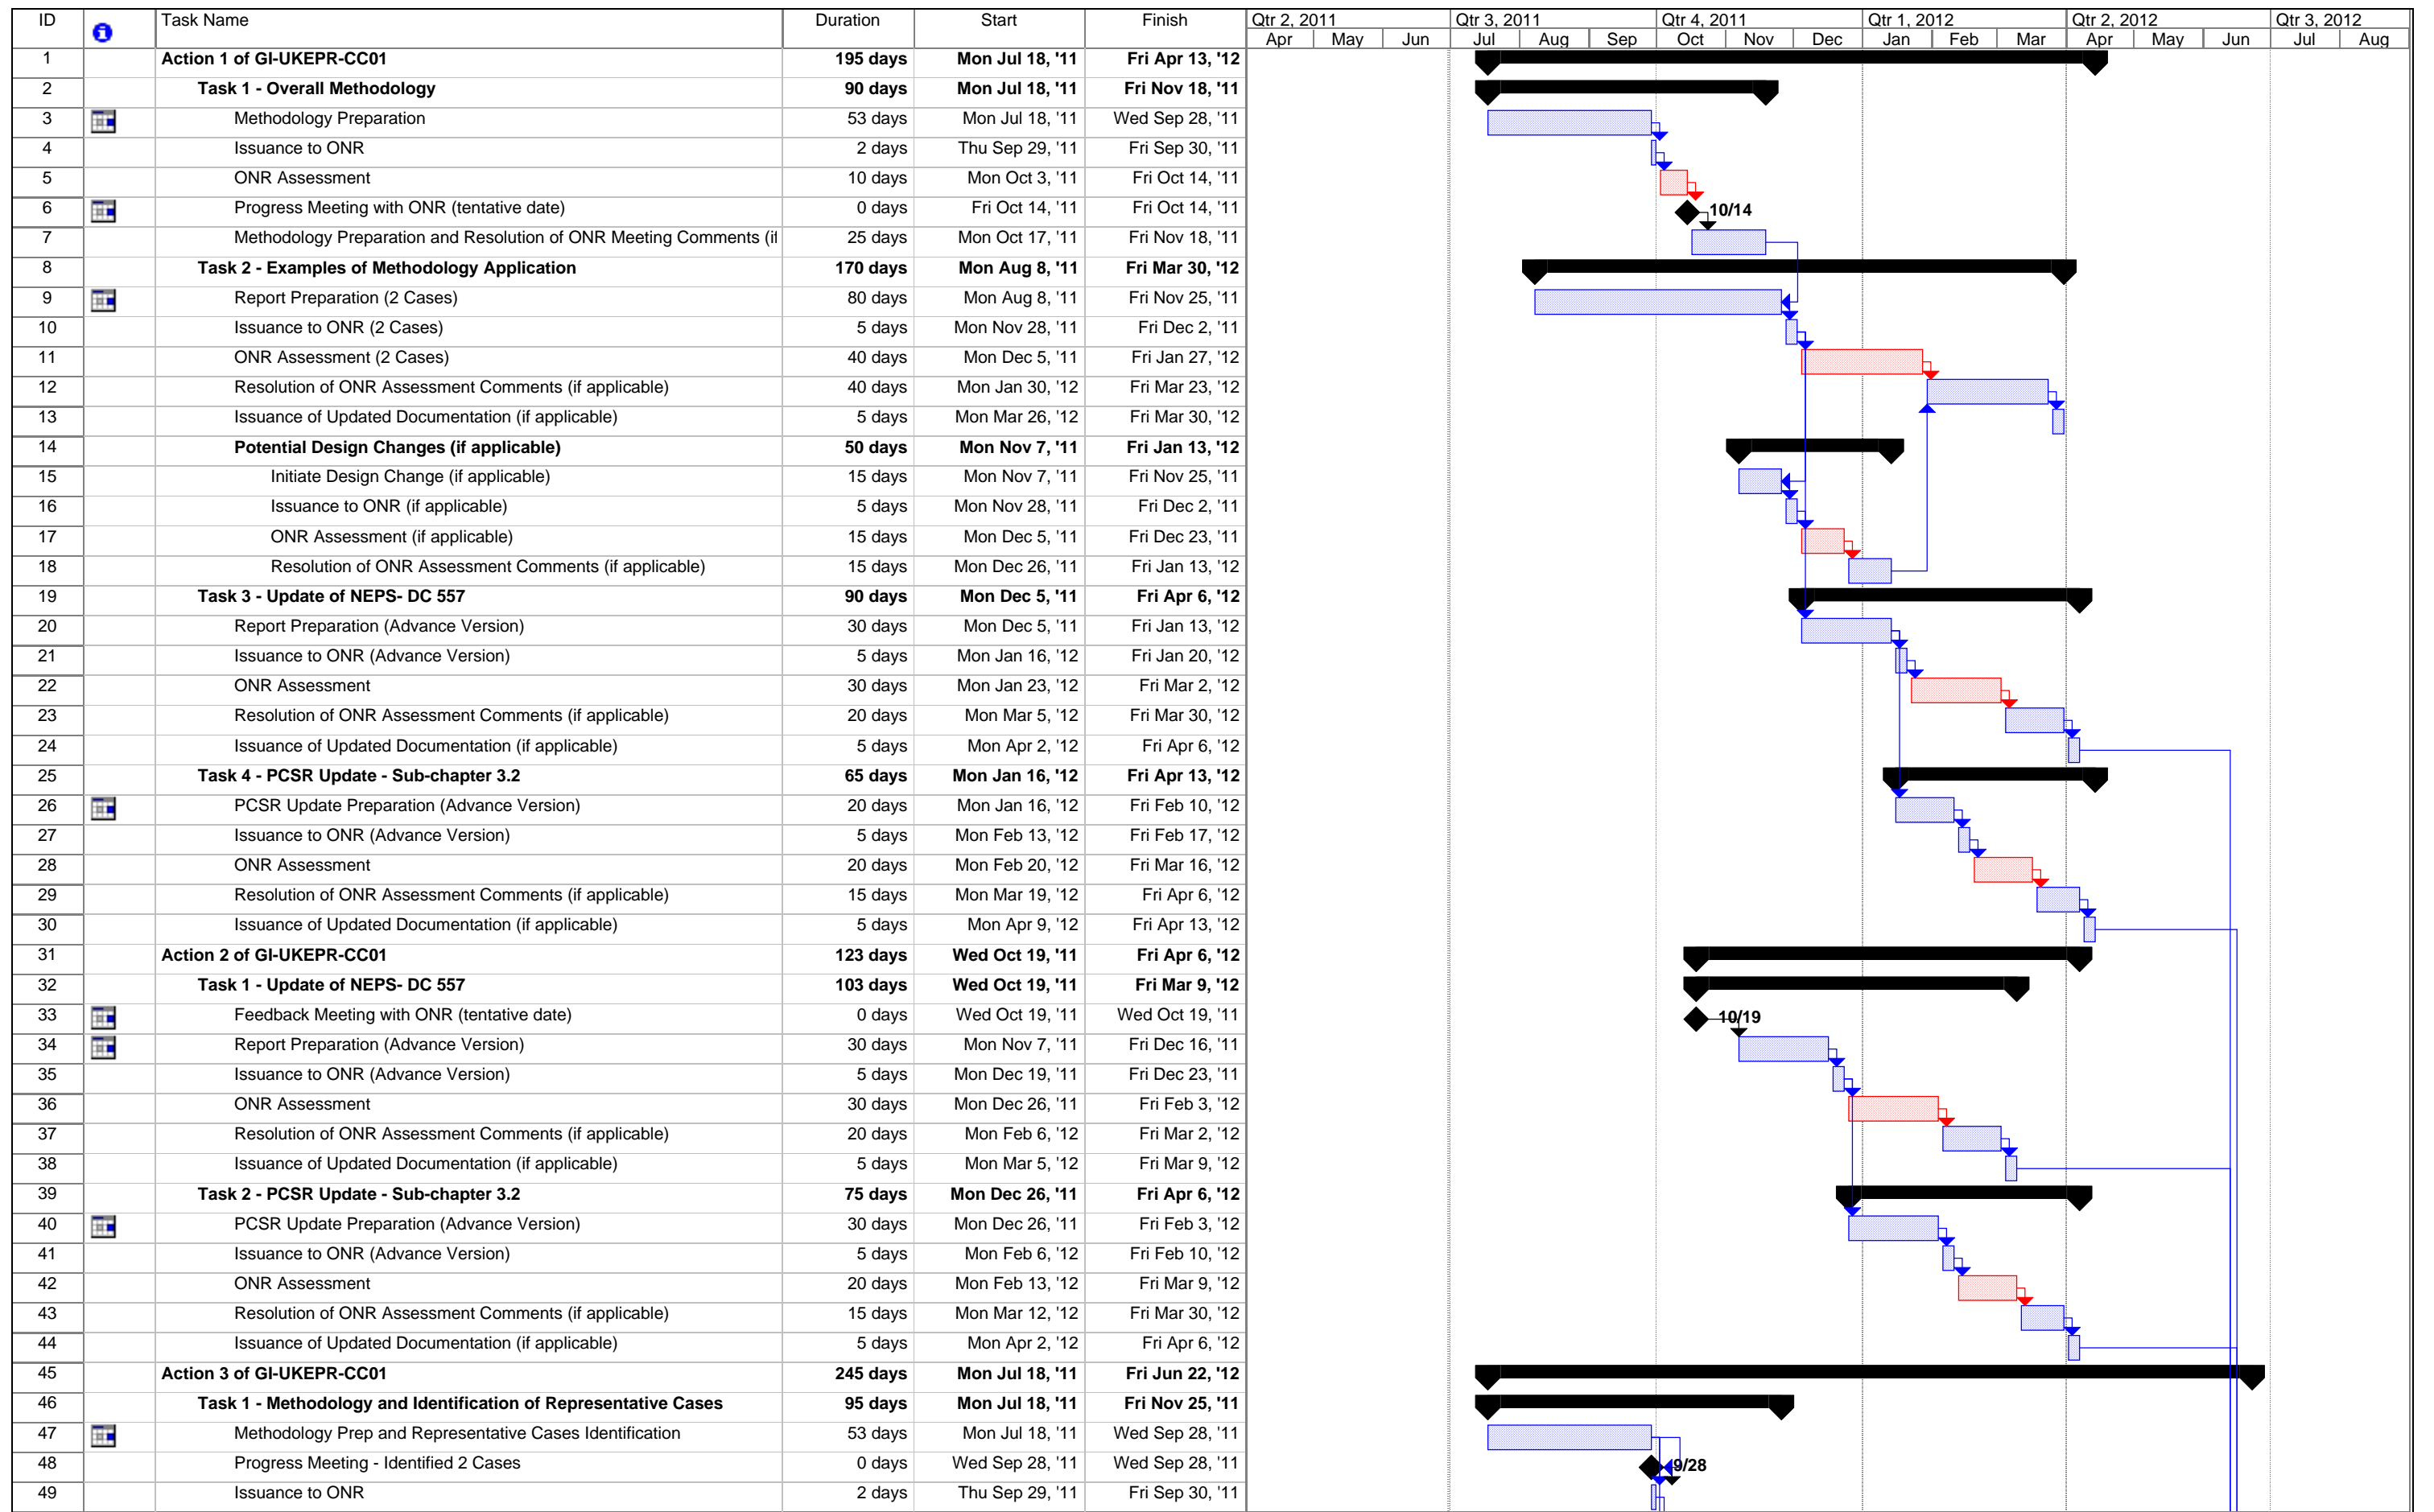 ID Task Name Duration Start Finish Qtr 2, 2011 Qtr 3, 2011 Qtr 4, 2011 Qtr 1, 2012 Qtr 2, 2012 Qtr 3, 2012
i Apr May Jun Jul Aug Sep Oct Nov Dec Jan Feb Mar Apr May Jun Jul Aug
1 Action 1 of GI-UKEPR-CC01 195 days Mon Jul 18, '11 Fri Apr 13, '12
2 Task 1 - Overall Methodology 90 days Mon Jul 18, '11 Fri Nov 18, '11
3 Methodology Preparation 53 days Mon Jul 18, '11 Wed Sep 28, '11
4 Issuance to ONR 2 days Thu Sep 29, '11 Fri Sep 30, '11
5 ONR Assessment 10 days Mon Oct 3, '11 Fri Oct 14, '11
6 Progress Meeting with ONR (tentative date) 0 days Fri Oct 14, '11 Fri Oct 14, '11 10/14
7 Methodology Preparation and Resolution of ONR Meeting Comments (if 25 days Mon Oct 17, '11 Fri Nov 18, '11
8 Task 2 - Examples of Methodology Application 170 days Mon Aug 8, '11 Fri Mar 30, '12
9 Report Preparation (2 Cases) 80 days Mon Aug 8, '11 Fri Nov 25, '11
10 Issuance to ONR (2 Cases) 5 days Mon Nov 28, '11 Fri Dec 2, '11
11 ONR Assessment (2 Cases) 40 days Mon Dec 5, '11 Fri Jan 27, '12
12 Resolution of ONR Assessment Comments (if applicable) 40 days Mon Jan 30, '12 Fri Mar 23, '12
13 Issuance of Updated Documentation (if applicable) 5 days Mon Mar 26, '12 Fri Mar 30, '12
14 Potential Design Changes (if applicable) 50 days Mon Nov 7, '11 Fri Jan 13, '12
15 Initiate Design Change (if applicable) 15 days Mon Nov 7, '11 Fri Nov 25, '11
16 Issuance to ONR (if applicable) 5 days Mon Nov 28, '11 Fri Dec 2, '11
17 ONR Assessment (if applicable) 15 days Mon Dec 5, '11 Fri Dec 23, '11
18 Resolution of ONR Assessment Comments (if applicable) 15 days Mon Dec 26, '11 Fri Jan 13, '12
19 Task 3 - Update of NEPS- DC 557 90 days Mon Dec 5, '11 Fri Apr 6, '12
20 Report Preparation (Advance Version) 30 days Mon Dec 5, '11 Fri Jan 13, '12
21 Issuance to ONR (Advance Version) 5 days Mon Jan 16, '12 Fri Jan 20, '12
22 ONR Assessment 30 days Mon Jan 23, '12 Fri Mar 2, '12
23 Resolution of ONR Assessment Comments (if applicable) 20 days Mon Mar 5, '12 Fri Mar 30, '12
24 Issuance of Updated Documentation (if applicable) 5 days Mon Apr 2, '12 Fri Apr 6, '12
25 Task 4 - PCSR Update - Sub-chapter 3.2 65 days Mon Jan 16, '12 Fri Apr 13, '12
26 PCSR Update Preparation (Advance Version) 20 days Mon Jan 16, '12 Fri Feb 10, '12
27 Issuance to ONR (Advance Version) 5 days Mon Feb 13, '12 Fri Feb 17, '12
28 ONR Assessment 20 days Mon Feb 20, '12 Fri Mar 16, '12
29 Resolution of ONR Assessment Comments (if applicable) 15 days Mon Mar 19, '12 Fri Apr 6, '12
30 Issuance of Updated Documentation (if applicable) 5 days Mon Apr 9, '12 Fri Apr 13, '12
31 Action 2 of GI-UKEPR-CC01 123 days Wed Oct 19, '11 Fri Apr 6, '12
32 Task 1 - Update of NEPS- DC 557 103 days Wed Oct 19, '11 Fri Mar 9, '12
33 Feedback Meeting with ONR (tentative date) 0 days Wed Oct 19, '11 Wed Oct 19, '11 10/19
34 Report Preparation (Advance Version) 30 days Mon Nov 7, '11 Fri Dec 16, '11
35 Issuance to ONR (Advance Version) 5 days Mon Dec 19, '11 Fri Dec 23, '11
36 ONR Assessment 30 days Mon Dec 26, '11 Fri Feb 3, '12
37 Resolution of ONR Assessment Comments (if applicable) 20 days Mon Feb 6, '12 Fri Mar 2, '12
38 Issuance of Updated Documentation (if applicable) 5 days Mon Mar 5, '12 Fri Mar 9, '12
39 Task 2 - PCSR Update - Sub-chapter 3.2 75 days Mon Dec 26, '11 Fri Apr 6, '12
40 PCSR Update Preparation (Advance Version) 30 days Mon Dec 26, '11 Fri Feb 3, '12
41 Issuance to ONR (Advance Version) 5 days Mon Feb 6, '12 Fri Feb 10, '12
42 ONR Assessment 20 days Mon Feb 13, '12 Fri Mar 9, '12
43 Resolution of ONR Assessment Comments (if applicable) 15 days Mon Mar 12, '12 Fri Mar 30, '12
44 Issuance of Updated Documentation (if applicable) 5 days Mon Apr 2, '12 Fri Apr 6, '12
45 Action 3 of GI-UKEPR-CC01 245 days Mon Jul 18, '11 Fri Jun 22, '12
46 Task 1 - Methodology and Identification of Representative Cases 95 days Mon Jul 18, '11 Fri Nov 25, '11
47 Methodology Prep and Representative Cases Identification 53 days Mon Jul 18, '11 Wed Sep 28, '11
48 Progress Meeting - Identified 2 Cases 0 days Wed Sep 28, '11 Wed Sep 28, '11 9/28
49 Issuance to ONR 2 days Thu Sep 29, '11 Fri Sep 30, '11